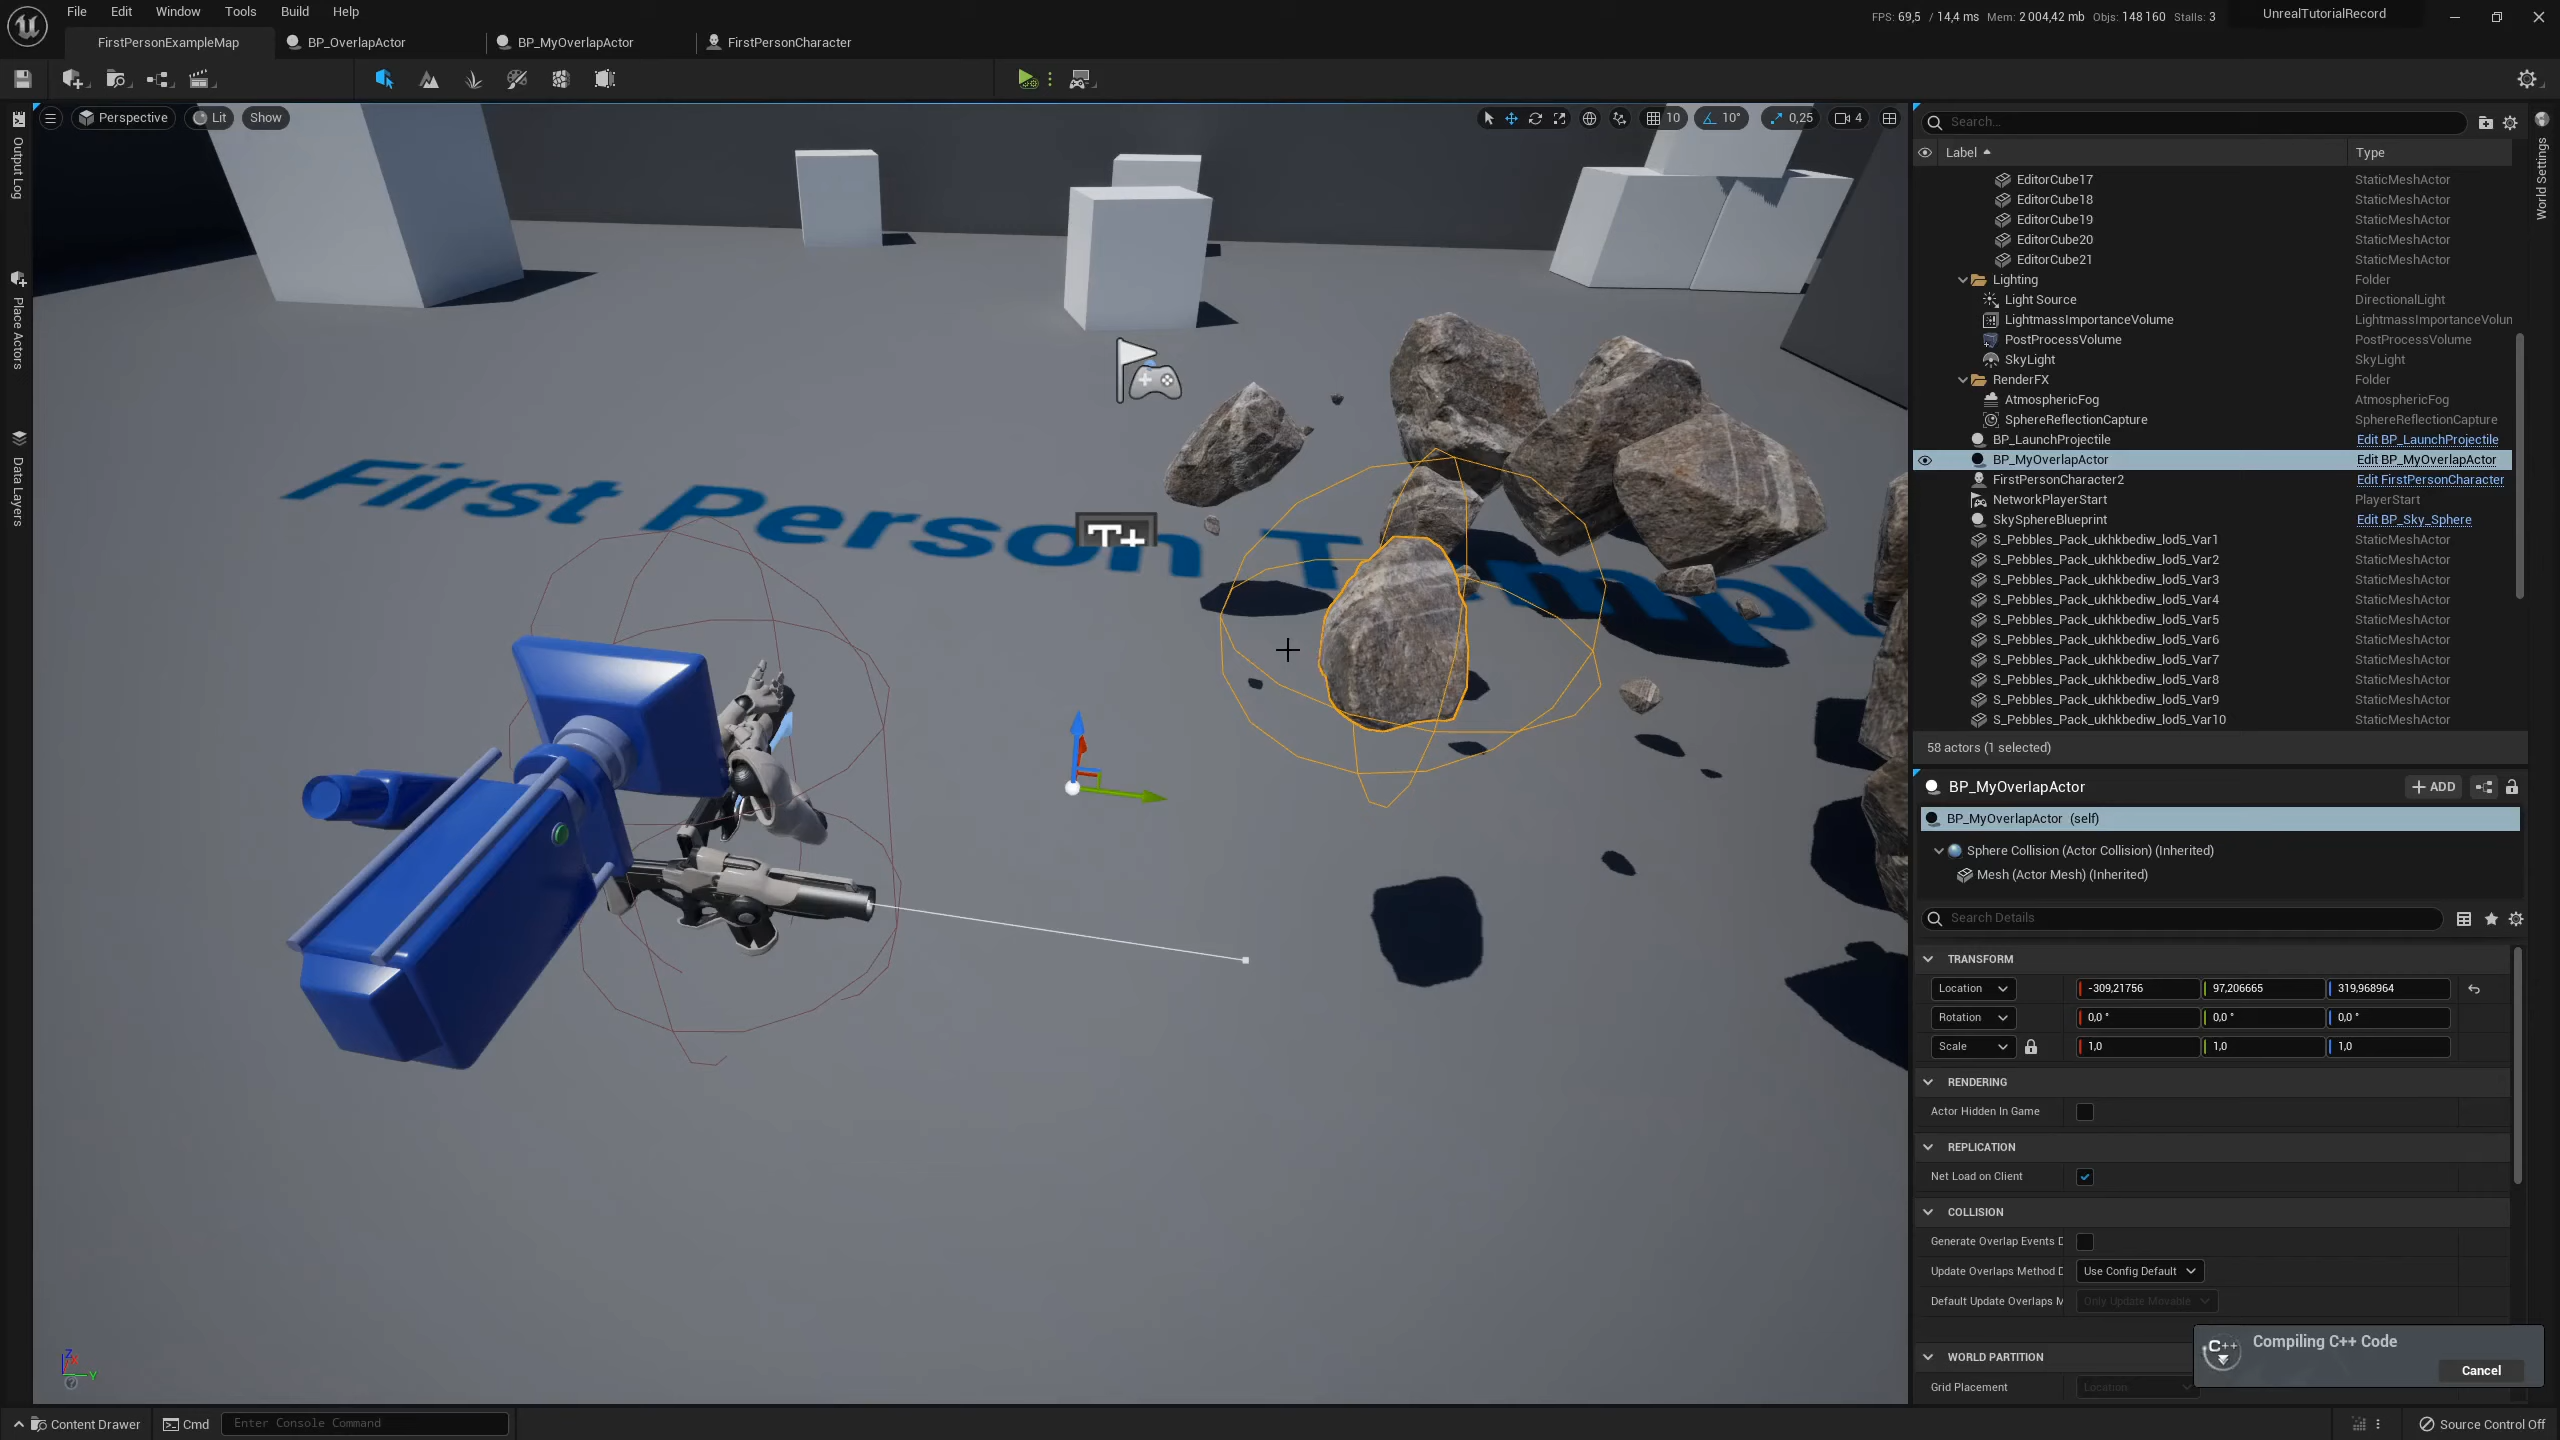 File Edit Window Tools Build Help
FPS: 69,5 / 14,4 ms Mem: 2 004,42 mb Objs: 148 160 Stalls: 3
UnrealTutorialRecord
FirstPersonExampleMap BP_OverlapActor BP_MyOverlapActor FirstPersonCharacter
Perspective Lit Show
10 10° 0,25 4
Output Log
Place Actors
Data Layers
World Settings
First Person Templ
T+
Search...
Label Type
EditorCube17 StaticMeshActor
EditorCube18 StaticMeshActor
EditorCube19 StaticMeshActor
EditorCube20 StaticMeshActor
EditorCube21 StaticMeshActor
Lighting Folder
Light Source DirectionalLight
LightmassImportanceVolume LightmassImportanceVolun
PostProcessVolume PostProcessVolume
SkyLight SkyLight
RenderFX Folder
AtmosphericFog AtmosphericFog
SphereReflectionCapture SphereReflectionCapture
BP_LaunchProjectile Edit BP_LaunchProjectile
BP_MyOverlapActor Edit BP_MyOverlapActor
FirstPersonCharacter2 Edit FirstPersonCharacter
NetworkPlayerStart PlayerStart
SkySphereBlueprint Edit BP_Sky_Sphere
S_Pebbles_Pack_ukhkbediw_lod5_Var1 StaticMeshActor
S_Pebbles_Pack_ukhkbediw_lod5_Var2 StaticMeshActor
S_Pebbles_Pack_ukhkbediw_lod5_Var3 StaticMeshActor
S_Pebbles_Pack_ukhkbediw_lod5_Var4 StaticMeshActor
S_Pebbles_Pack_ukhkbediw_lod5_Var5 StaticMeshActor
S_Pebbles_Pack_ukhkbediw_lod5_Var6 StaticMeshActor
S_Pebbles_Pack_ukhkbediw_lod5_Var7 StaticMeshActor
S_Pebbles_Pack_ukhkbediw_lod5_Var8 StaticMeshActor
S_Pebbles_Pack_ukhkbediw_lod5_Var9 StaticMeshActor
S_Pebbles_Pack_ukhkbediw_lod5_Var10 StaticMeshActor
58 actors (1 selected)
BP_MyOverlapActor + ADD
BP_MyOverlapActor (self)
Sphere Collision (Actor Collision) (Inherited)
Mesh (Actor Mesh) (Inherited)
Search Details
TRANSFORM
Location -309,21756 97,206665 319,968964
Rotation 0,0 ° 0,0 ° 0,0 °
Scale 1,0 1,0 1,0
RENDERING
Actor Hidden In Game
REPLICATION
Net Load on Client
COLLISION
Generate Overlap Events D
Update Overlaps Method D Use Config Default
Default Update Overlaps M Only Update Movable
WORLD PARTITION
Grid Placement Location
C++ Compiling C++ Code
Cancel
Z X Y
Content Drawer Cmd Enter Console Command Source Control Off